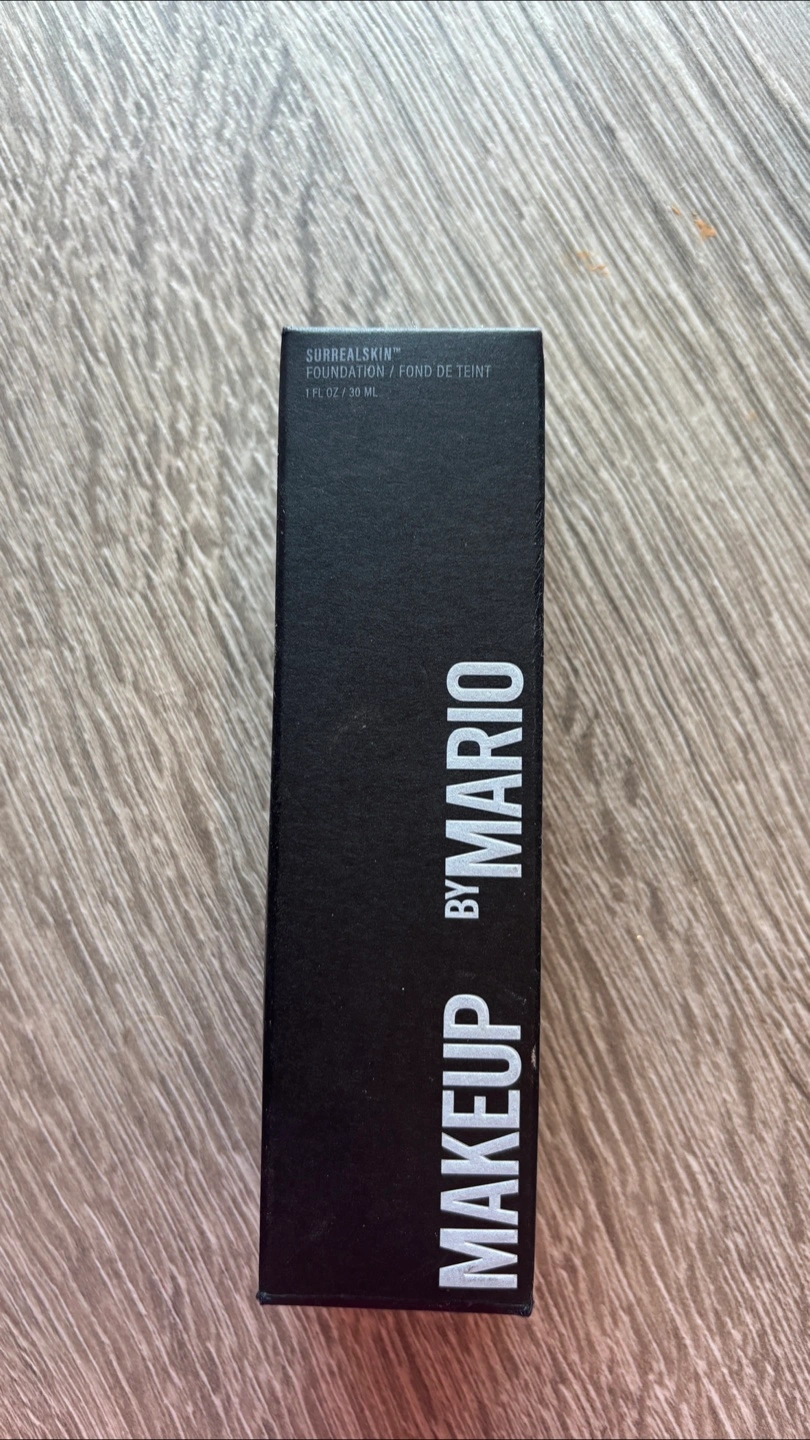 SURREALSKIN™
FOUNDATION / FOND DE TEINT
1 FL OZ / 30 ML
MAKEUP BY MARIO